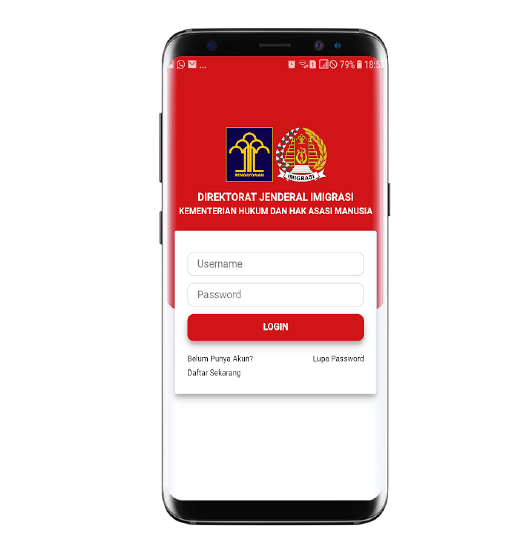 ... 79% 18:5
PENGAYOMAN
IMIGRASI
DIREKTORAT JENDERAL IMIGRASI
KEMENTERIAN HUKUM DAN HAK ASASI MANUSIA
Username
Password
LOGIN
Belum Punya Akun? Lupa Password
Daftar Sekarang